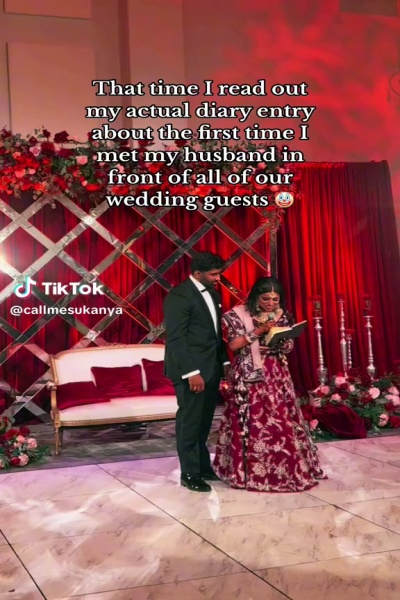 That time I read out
my actual diary entry
about the first time I
met my husband in
front of all of our
wedding guests 🤡
TikTok
@callmesukanya